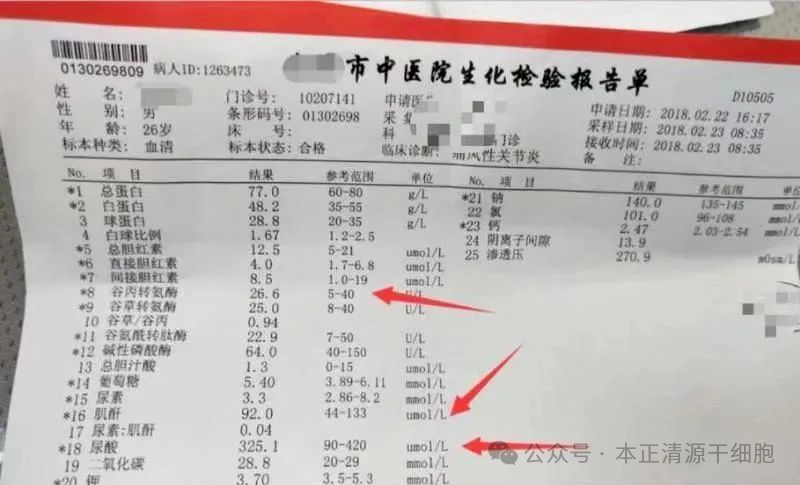 市中医院生化检验报告单
0130269809 病人ID:1263473
D10505
姓 名: 门诊号: 10207141 申请医 申请日期: 2018.02.22 16:17
性 别: 男 条形码号: 01302698 采 采样日期: 2018.02.23 08:35
年 龄: 26岁 床 号: 科 门诊 接收时间: 2018.02.23 08:35
标本种类: 血清 标本状态: 合格 临床诊断: 痛风性关节炎 备 注:
No. 项 目 结果 参考范围 单位
*1 总蛋白 77.0 60-80 g/L
*2 白蛋白 48.2 35-55 g/L
3 球蛋白 28.8 20-35 g/L
4 白球比例 1.67 1.2-2.5
*5 总胆红素 12.5 5-21 umol/L
*6 直接胆红素 4.0 1.7-6.8 umol/L
*7 间接胆红素 8.5 1.0-19 umol/L
*8 谷丙转氨酶 26.6 5-40 U/L
*9 谷草转氨酶 25.0 8-40 U/L
10 谷草/谷丙 0.94
*11 谷氨酰转肽酶 22.9 7-50 U/L
*12 碱性磷酸酶 64.0 40-150 U/L
13 总胆汁酸 1.3 0-15 umol/L
*14 葡萄糖 5.40 3.89-6.11 mmol/L
*15 尿素 3.3 2.86-8.2 mmol/L
*16 肌酐 92.0 44-133 umol/L
17 尿素:肌酐 0.04
*18 尿酸 325.1 90-420 umol/L
19 二氧化碳 28.8 20-29 mmol/L
*20 钾 3.70 3.5-5.3 mmol/L
No. 项 目 结果 参考范围 单位
*21 钠 140.0 135-145 mmol
22 氯 101.0 96-108 mmol
*23 钙 2.47 2.03-2.54 mmol/
24 阴离子间隙 13.9
25 渗透压 270.9 mOsm/L
公众号 · 本正清源干细胞